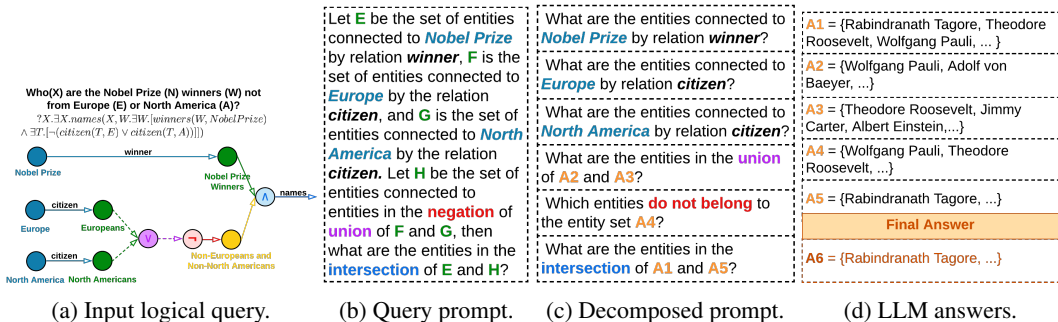 Who(X) are the Nobel Prize (N) winners (W) not
from Europe (E) or North America (A)?
?X.∃X.names(X, W.∃W.[winners(W, NobelPrize)
∧ ∃T.[¬(citizen(T, E) ∨ citizen(T, A))]])
winner
Nobel Prize
Nobel Prize
Winners
∧
names
citizen
Europe
Europeans
∨
¬
Non-Europeans and
Non-North Americans
citizen
North America
North Americans
(a) Input logical query.
Let E be the set of entities
connected to Nobel Prize
by relation winner, F is the
set of entities connected to
Europe by the relation
citizen, and G is the set of
entities connected to North
America by the relation
citizen. Let H be the set of
entities connected to
entities in the negation of
union of F and G, then
what are the entities in the
intersection of E and H?
(b) Query prompt.
What are the entities connected to
Nobel Prize by relation winner?
What are the entities connected to
Europe by relation citizen?
What are the entities connected to
North America by relation citizen?
What are the entities in the union
of A2 and A3?
Which entities do not belong to
the entity set A4?
What are the entities in the
intersection of A1 and A5?
(c) Decomposed prompt.
A1 = {Rabindranath Tagore, Theodore
Roosevelt, Wolfgang Pauli, ... }
A2 = {Wolfgang Pauli, Adolf von
Baeyer, ...}
A3 = {Theodore Roosevelt, Jimmy
Carter, Albert Einstein,...}
A4 = {Wolfgang Pauli, Theodore
Roosevelt, ...}
A5 = {Rabindranath Tagore, ...}
Final Answer
A6 = {Rabindranath Tagore, ...}
(d) LLM answers.